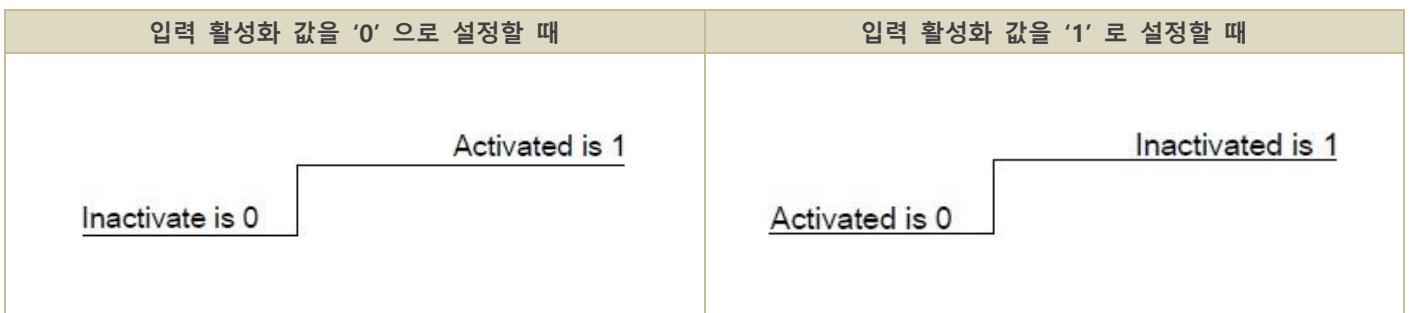 입력 활성화 값을 ‘0’ 으로 설정할 때
입력 활성화 값을 ‘1’ 로 설정할 때
Activated is 1
Inactivate is 0
Inactivated is 1
Activated is 0